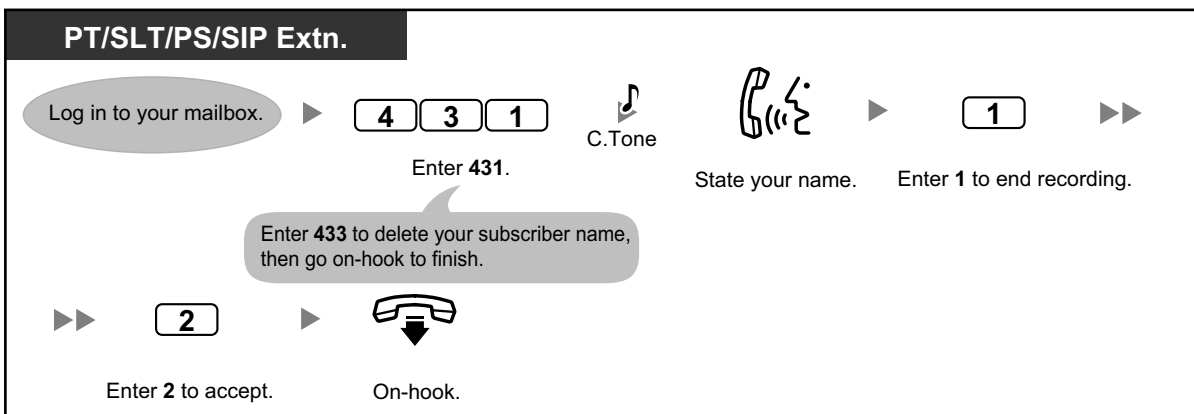 PT/SLT/PS/SIP Extn.
Log in to your mailbox.
4 3 1
C.Tone
1
Enter 431.
State your name.
Enter 1 to end recording.
Enter 433 to delete your subscriber name,
then go on-hook to finish.
2
Enter 2 to accept.
On-hook.